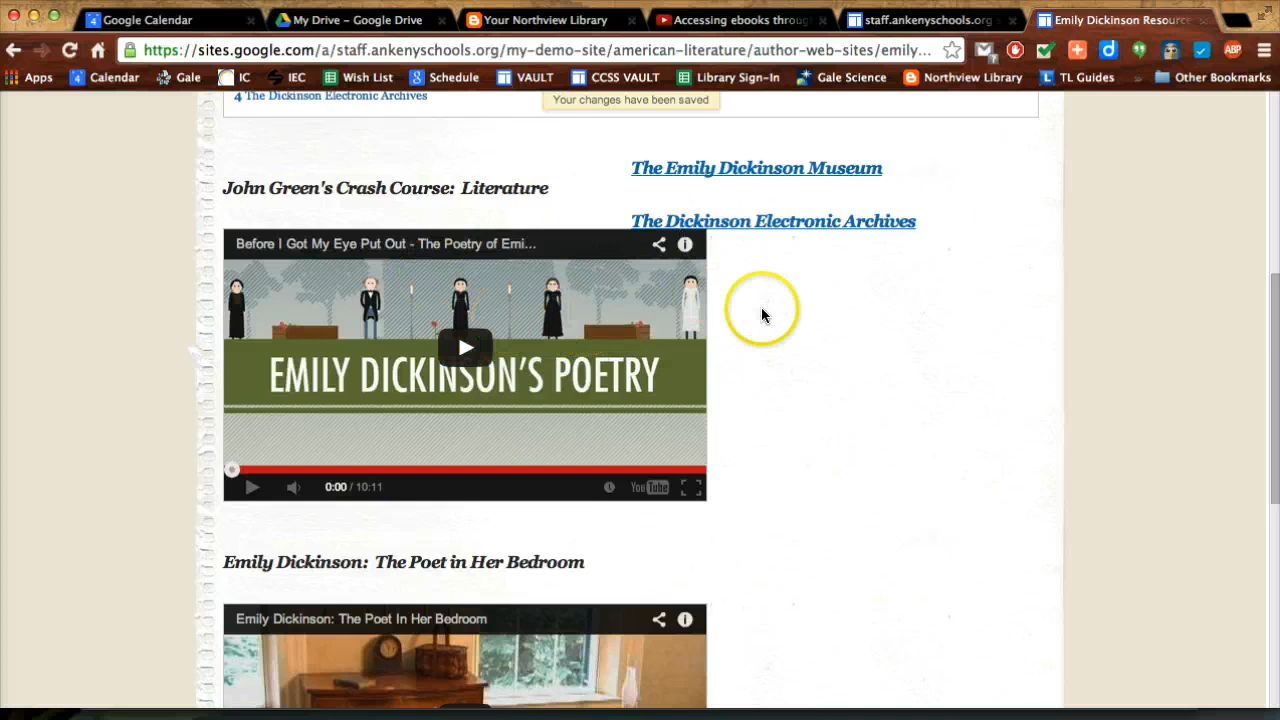 Google Calendar
My Drive – Google Drive
Your Northview Library
Accessing ebooks throug
staff.ankenyschools.org
Emily Dickinson Resource
https://sites.google.com/a/staff.ankenyschools.org/my-demo-site/american-literature/author-web-sites/emily...
Apps
4 Calendar
Gale
IC
IEC
Wish List
Schedule
VAULT
CCSS VAULT
Library Sign-In
Gale Science
Northview Library
TL Guides
»
Other Bookmarks
4 The Dickinson Electronic Archives
Your changes have been saved
The Emily Dickinson Museum
John Green's Crash Course: Literature
The Dickinson Electronic Archives
Before I Got My Eye Put Out - The Poetry of Emi...
EMILY DICKINSON'S POETRY
0:00 / 10:11
YouTube
Emily Dickinson: The Poet in Her Bedroom
Emily Dickinson: The Poet In Her Bedroom